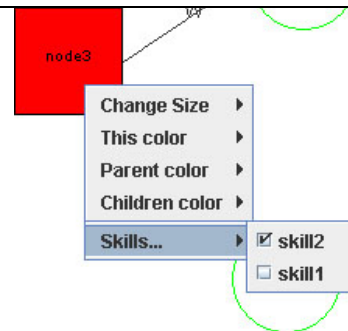 node3
Change Size
This color
Parent color
Children color
Skills...
skill2
skill1